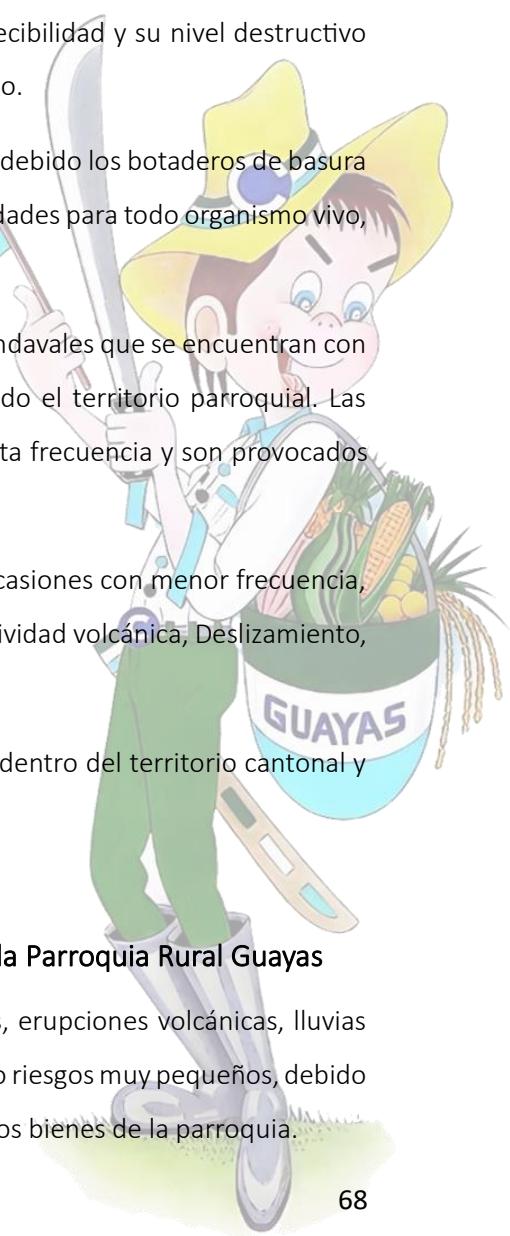 ecibilidad y su nivel destructivo
o.
debido los botaderos de basura
dades para todo organismo vivo,
ndavales que se encuentran con
do el territorio parroquial. Las
ta frecuencia y son provocados
casiones con menor frecuencia,
ividad volcánica, Deslizamiento,
GUAYAS
dentro del territorio cantonal y
la Parroquia Rural Guayas
s, erupciones volcánicas, lluvias
o riesgos muy pequeños, debido
os bienes de la parroquia.
68